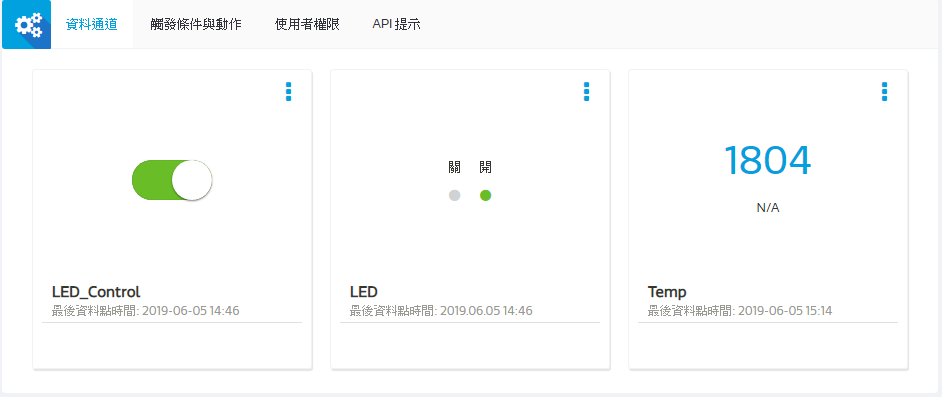 資料通道 觸發條件與動作 使用者權限 API 提示
關 開
1804
N/A
LED_Control
最後資料點時間: 2019-06-05 14:46
LED
最後資料點時間: 2019.06.05 14:46
Temp
最後資料點時間: 2019-06-05 15:14